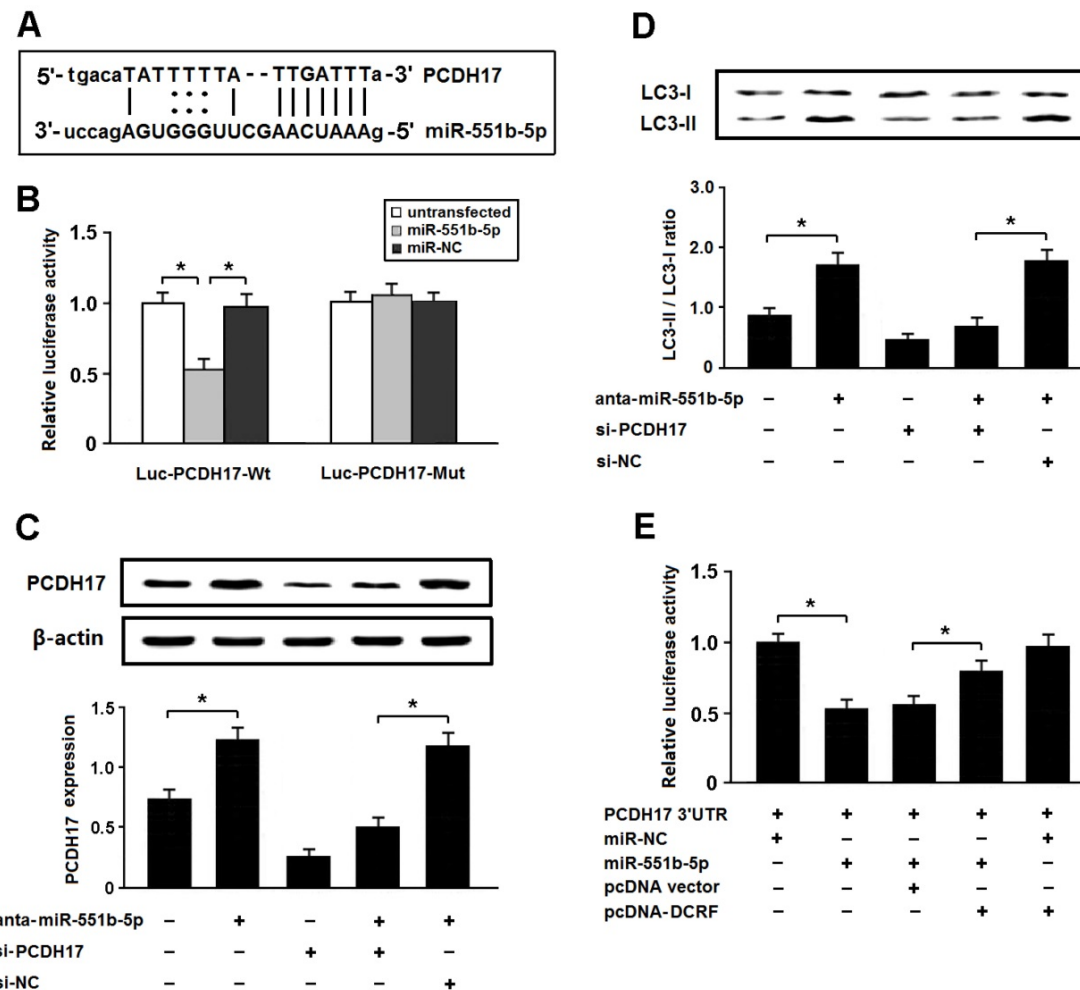 A
5'- tgacaTATTTTTA - - TTGATTTa -3' PCDH17
3'- uccagAGUGGGUUCGAACUAAAg -5' miR-551b-5p
B
Relative luciferase activity
1.5
1.0
0.5
0
untransfected
miR-551b-5p
miR-NC
* *
Luc-PCDH17-Wt Luc-PCDH17-Mut
C
PCDH17
β-actin
PCDH17 expression
1.5
1.0
0.5
0
* *
anta-miR-551b-5p – + – + +
si-PCDH17 – – + + –
si-NC – – – – +
D
LC3-I
LC3-II
LC3-II / LC3-I ratio
3.0
2.0
1.0
0
* *
anta-miR-551b-5p – + – + +
si-PCDH17 – – + + –
si-NC – – – – +
E
Relative luciferase activity
1.5
1.0
0.5
0
* *
PCDH17 3'UTR + + + + +
miR-NC + – – – +
miR-551b-5p – + + + –
pcDNA vector – – + – –
pcDNA-DCRF – – – + +